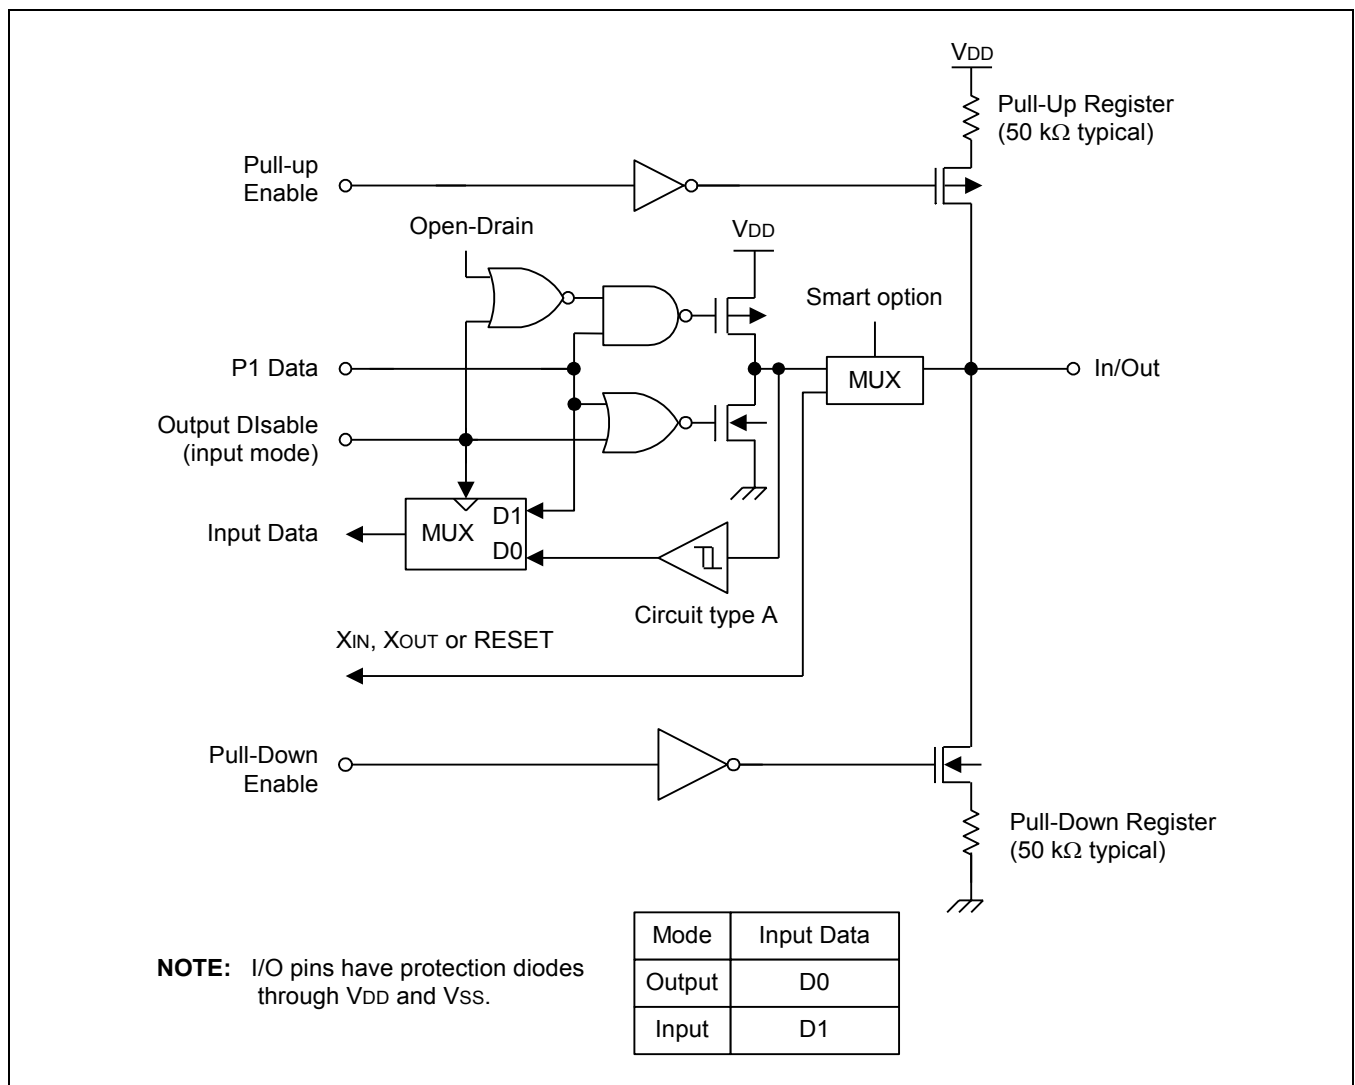 VDD
Pull-Up Register
(50 kΩ typical)
Pull-up
Enable
Open-Drain
VDD
Smart option
P1 Data
MUX
In/Out
Output DIsable
(input mode)
Input Data
MUX
D1
D0
Circuit type A
XIN, XOUT or RESET
Pull-Down
Enable
Pull-Down Register
(50 kΩ typical)
Mode Input Data
Output D0
Input D1
NOTE: I/O pins have protection diodes
through VDD and VSS.